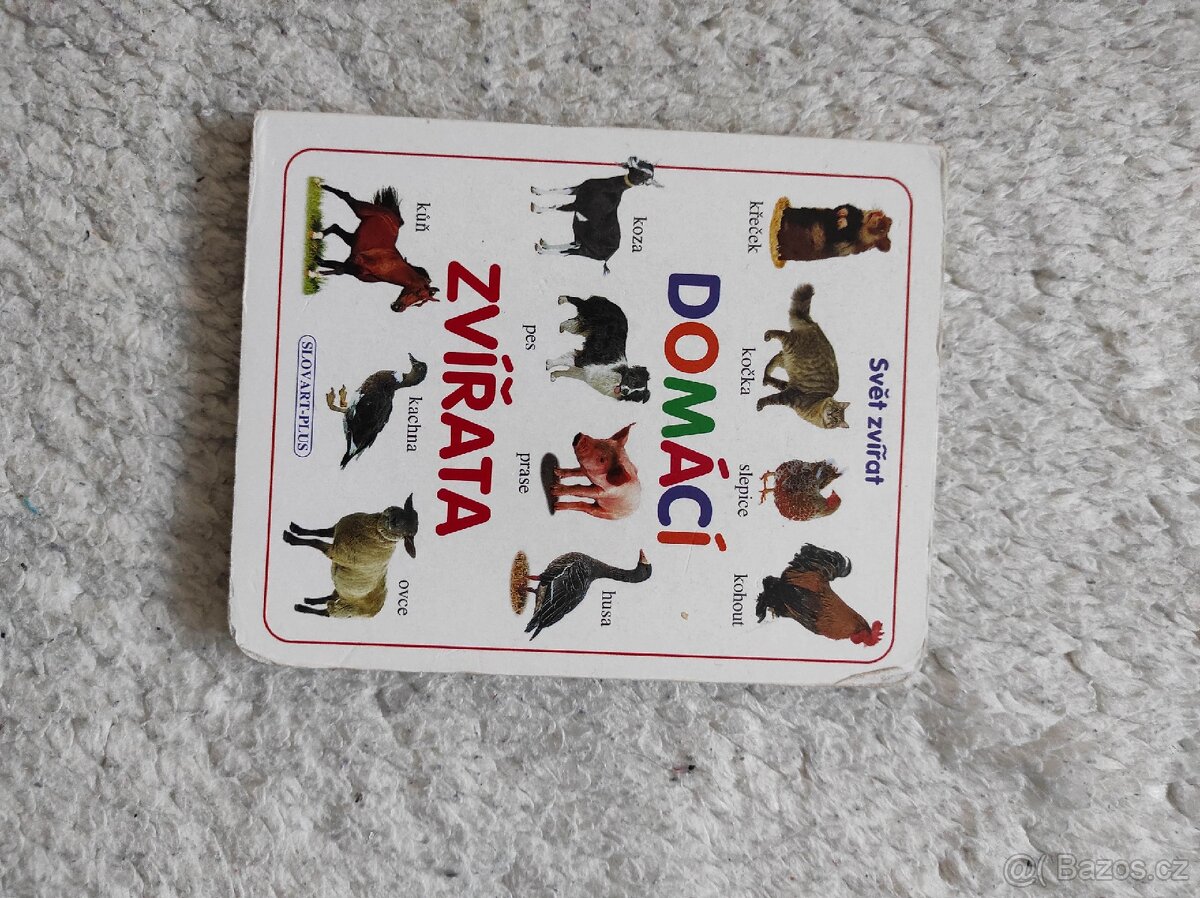 Svět zvířat
křeček
kočka
slepice
kohout
DOMÁCÍ
koza
pes
prase
husa
ZVÍŘATA
kůň
kachna
ovce
SLOVART-PLUS
@( Bazos.cz